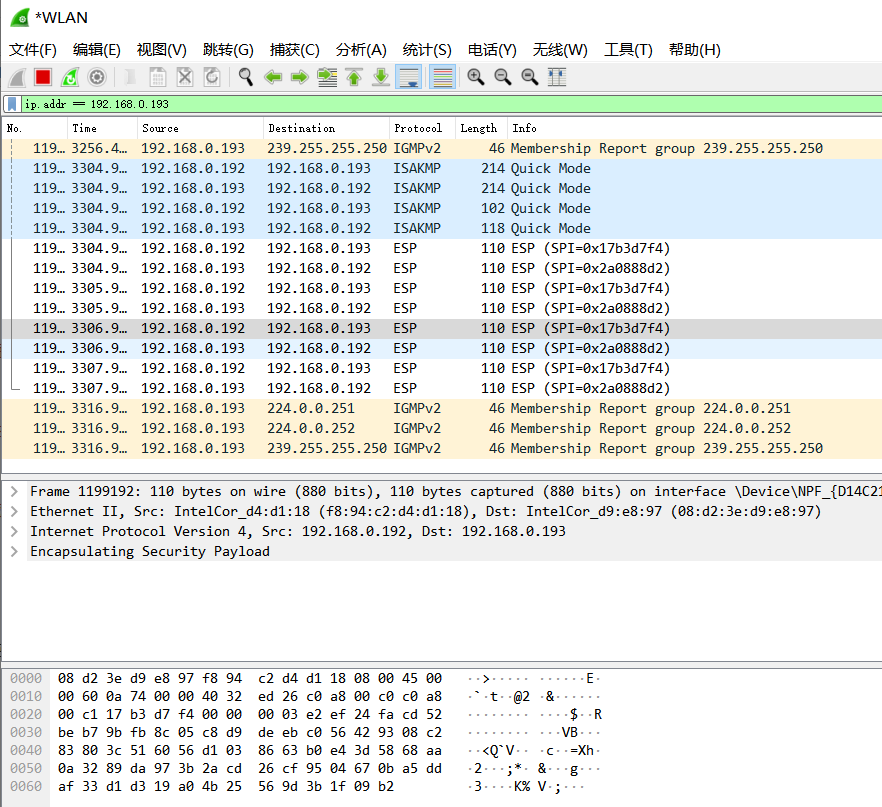 *WLAN
文件(F) 编辑(E) 视图(V) 跳转(G) 捕获(C) 分析(A) 统计(S) 电话(Y) 无线(W) 工具(T) 帮助(H)
ip.addr == 192.168.0.193
No. Time Source Destination Protocol Length Info
119… 3256.4… 192.168.0.193 239.255.255.250 IGMPv2 46 Membership Report group 239.255.255.250
119… 3304.9… 192.168.0.192 192.168.0.193 ISAKMP 214 Quick Mode
119… 3304.9… 192.168.0.193 192.168.0.192 ISAKMP 214 Quick Mode
119… 3304.9… 192.168.0.192 192.168.0.193 ISAKMP 102 Quick Mode
119… 3304.9… 192.168.0.193 192.168.0.192 ISAKMP 118 Quick Mode
119… 3304.9… 192.168.0.192 192.168.0.193 ESP 110 ESP (SPI=0x17b3d7f4)
119… 3304.9… 192.168.0.193 192.168.0.192 ESP 110 ESP (SPI=0x2a0888d2)
119… 3305.9… 192.168.0.192 192.168.0.193 ESP 110 ESP (SPI=0x17b3d7f4)
119… 3305.9… 192.168.0.193 192.168.0.192 ESP 110 ESP (SPI=0x2a0888d2)
119… 3306.9… 192.168.0.192 192.168.0.193 ESP 110 ESP (SPI=0x17b3d7f4)
119… 3306.9… 192.168.0.193 192.168.0.192 ESP 110 ESP (SPI=0x2a0888d2)
119… 3307.9… 192.168.0.192 192.168.0.193 ESP 110 ESP (SPI=0x17b3d7f4)
119… 3307.9… 192.168.0.193 192.168.0.192 ESP 110 ESP (SPI=0x2a0888d2)
119… 3316.9… 192.168.0.193 224.0.0.251 IGMPv2 46 Membership Report group 224.0.0.251
119… 3316.9… 192.168.0.193 224.0.0.252 IGMPv2 46 Membership Report group 224.0.0.252
119… 3316.9… 192.168.0.193 239.255.255.250 IGMPv2 46 Membership Report group 239.255.255.250
Frame 1199192: 110 bytes on wire (880 bits), 110 bytes captured (880 bits) on interface \Device\NPF_{D14C21
Ethernet II, Src: IntelCor_d4:d1:18 (f8:94:c2:d4:d1:18), Dst: IntelCor_d9:e8:97 (08:d2:3e:d9:e8:97)
Internet Protocol Version 4, Src: 192.168.0.192, Dst: 192.168.0.193
Encapsulating Security Payload
0000 08 d2 3e d9 e8 97 f8 94 c2 d4 d1 18 08 00 45 00 ··>····· ······E·
0010 00 60 0a 74 00 00 40 32 ed 26 c0 a8 00 c0 c0 a8 ·`·t··@2 ·&······
0020 00 c1 17 b3 d7 f4 00 00 00 03 e2 ef 24 fa cd 52 ········ ····$··R
0030 be b7 9b fb 8c 05 c8 d9 de eb c0 56 42 93 08 c2 ········ ···VB···
0040 83 80 3c 51 60 56 d1 03 86 63 b0 e4 3d 58 68 aa ··<Q`V·· ·c··=Xh·
0050 0a 32 89 da 97 3b 2a cd 26 cf 95 04 67 0b a5 dd ·2···;*· &···g···
0060 af 33 d1 d3 19 a0 4b 25 56 9d 3b 1f 09 b2 ·3····K% V·;···